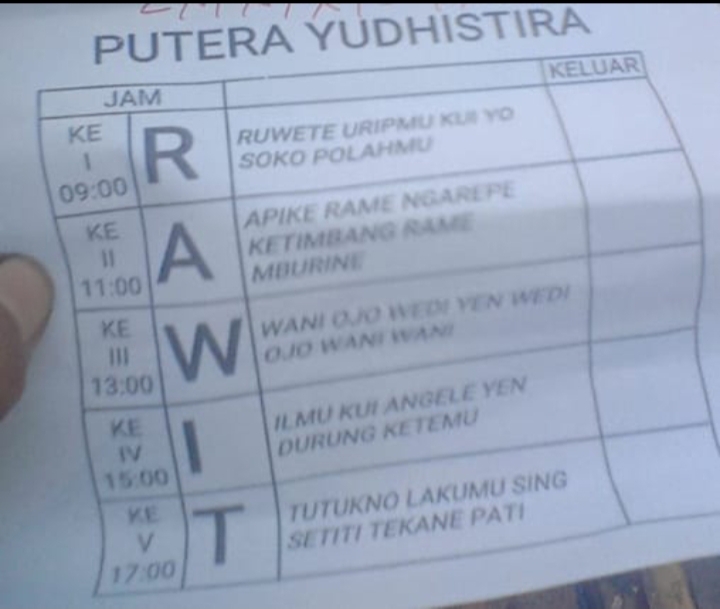 PUTERA YUDHISTIRA
JAM
KELUAR
KE
I
09:00
R
RUWETE URIPMU KUI YO
SOKO POLAHMU
KE
II
11:00
A
APIKE RAME NGAREPE
KETIMBANG RAME
MBURINE
KE
III
13:00
W
WANI OJO WEDI YEN WEDI
OJO WANI WANI
KE
IV
15:00
I
ILMU KUI ANGELE YEN
DURUNG KETEMU
KE
V
17:00
T
TUTUKNO LAKUMU SING
SETITI TEKANE PATI